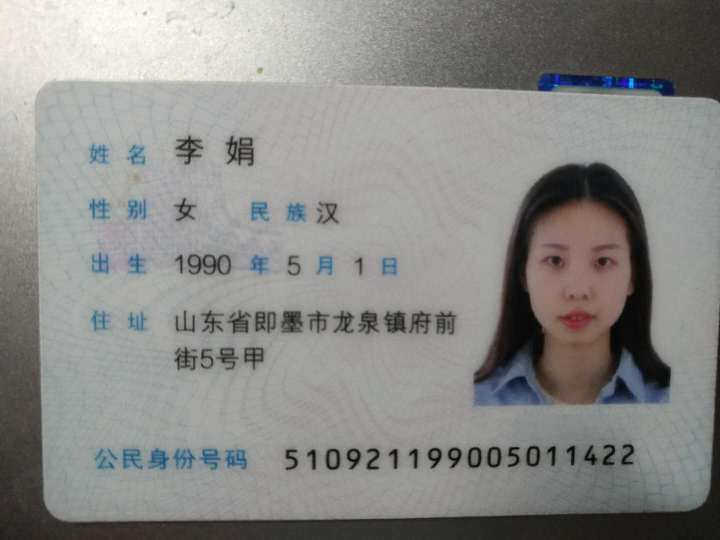 姓名 李娟
性别 女 民族 汉
出生 1990 年 5 月 1 日
住址 山东省即墨市龙泉镇府前
街5号甲
公民身份号码 510921199005011422